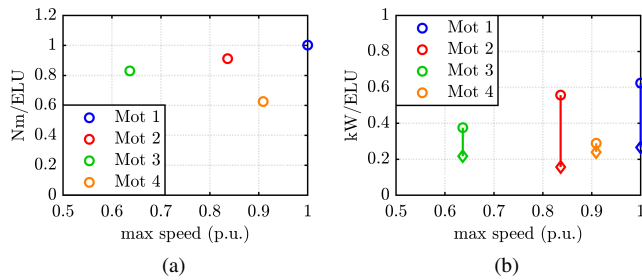 1.2
1
0.8
0.6
0.4
0.2
0
Nm/ELU
Mot 1
Mot 2
Mot 3
Mot 4
0.5 0.6 0.7 0.8 0.9 1
max speed (p.u.)
(a)
1
0.8
0.6
0.4
0.2
0
kW/ELU
Mot 1
Mot 2
Mot 3
Mot 4
0.5 0.6 0.7 0.8 0.9 1
max speed (p.u.)
(b)